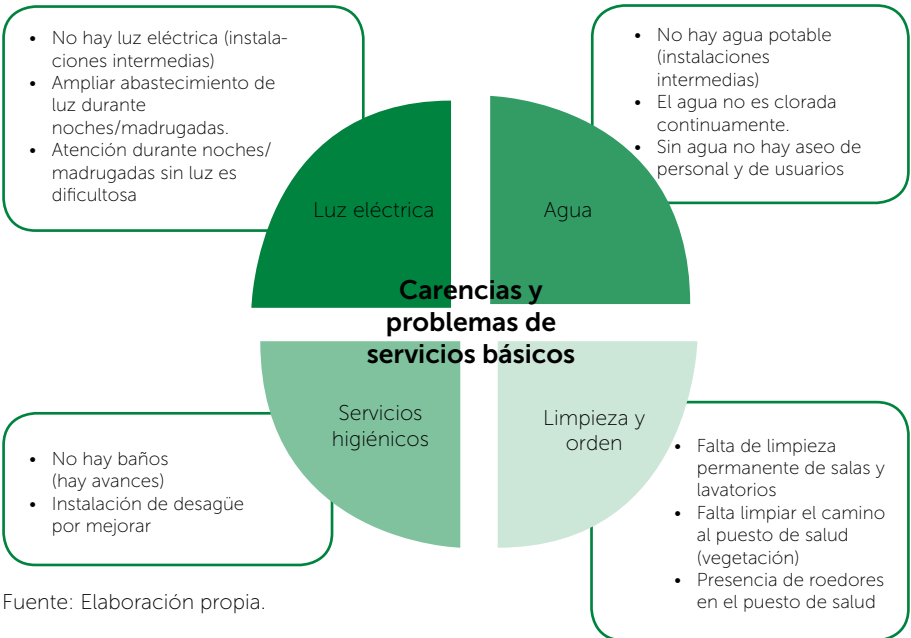 • No hay luz eléctrica (instala-
ciones intermedias)
• Ampliar abastecimiento de
luz durante
noches/madrugadas.
• Atención durante noches/
madrugadas sin luz es
dificultosa
• No hay agua potable
(instalaciones
intermedias)
• El agua no es clorada
continuamente.
• Sin agua no hay aseo de
personal y de usuarios
Luz eléctrica
Agua
Carencias y
problemas de
servicios básicos
Servicios
higiénicos
Limpieza y
orden
• No hay baños
(hay avances)
• Instalación de desagüe
por mejorar
• Falta de limpieza
permanente de salas y
lavatorios
• Falta limpiar el camino
al puesto de salud
(vegetación)
• Presencia de roedores
en el puesto de salud
Fuente: Elaboración propia.